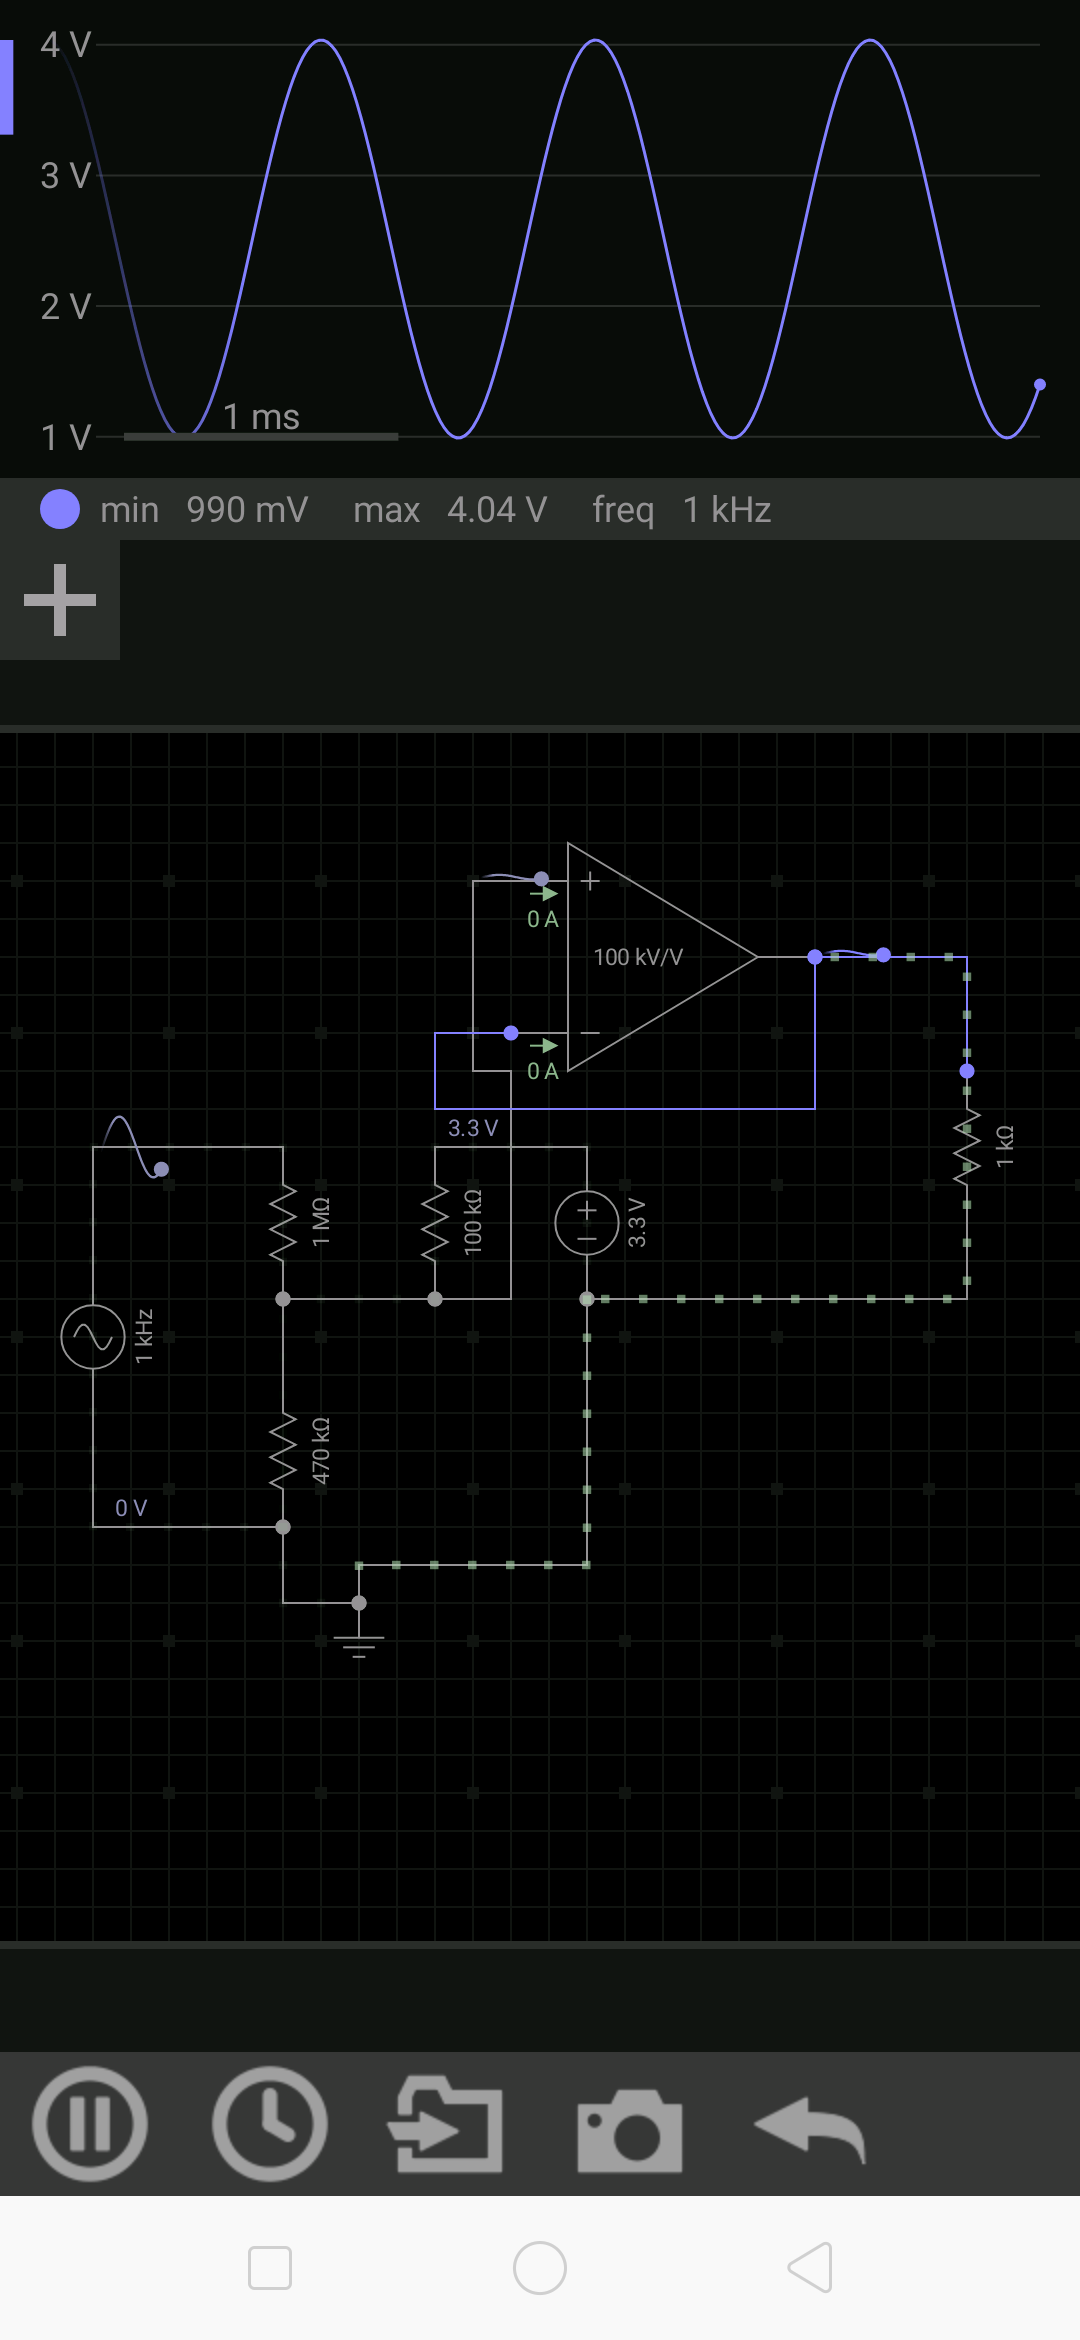 4 V
3 V
2 V
1 V
1 ms
min 990 mV max 4.04 V freq 1 kHz
+
0 A
100 kV/V
−
0 A
3.3 V
1 MΩ
100 kΩ
3.3 V
1 kΩ
1 kHz
470 kΩ
0 V